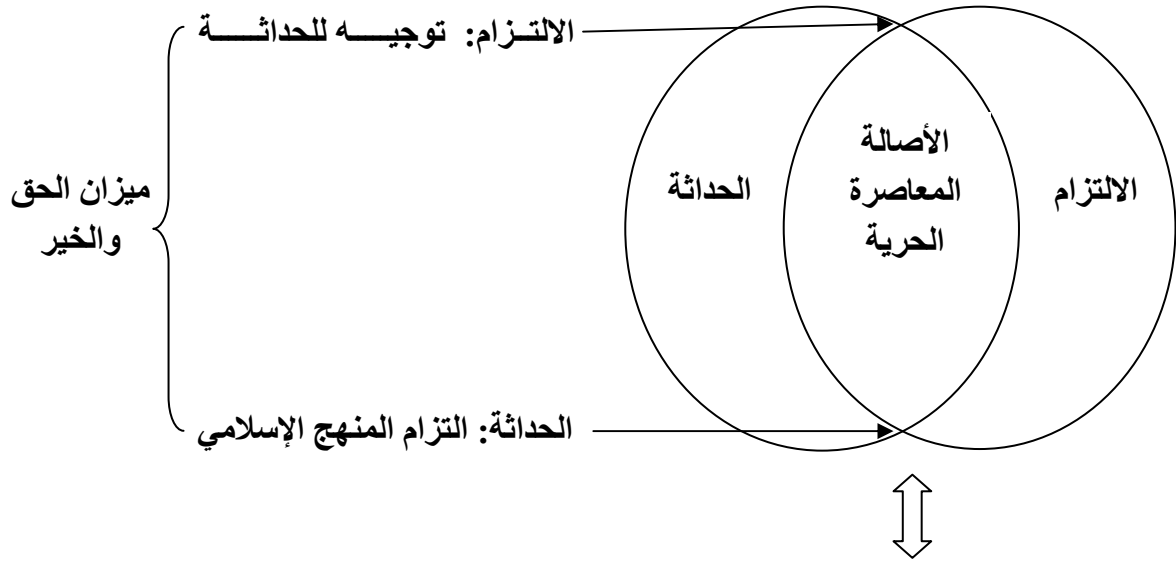 الالتزام: توجيه للحداثة
ميزان الحق
والخير
الحداثة: التزام المنهج الإسلامي
الالتزام
الأصالة
المعاصرة
الحرية
الحداثة